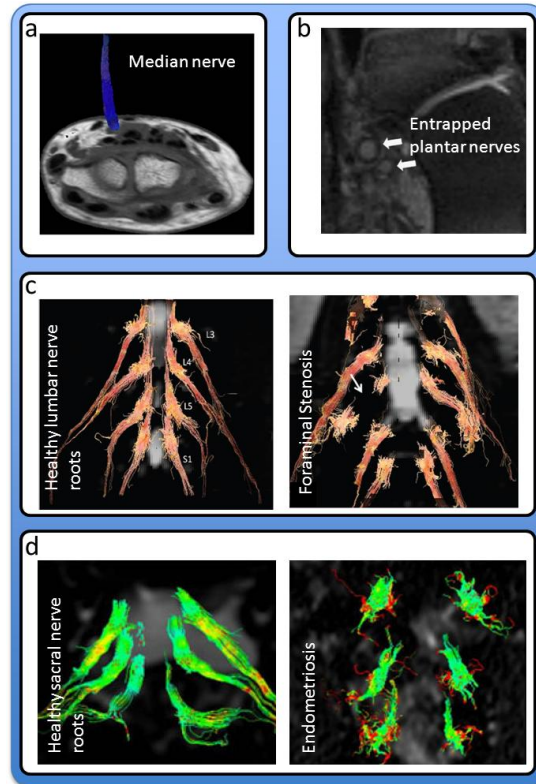 a
Median nerve
b
Entrapped
plantar nerves
c
Healthy lumbar nerve
roots
L3
L4
L5
S1
Foraminal Stenosis
d
Healthy sacral nerve
roots
Endometriosis